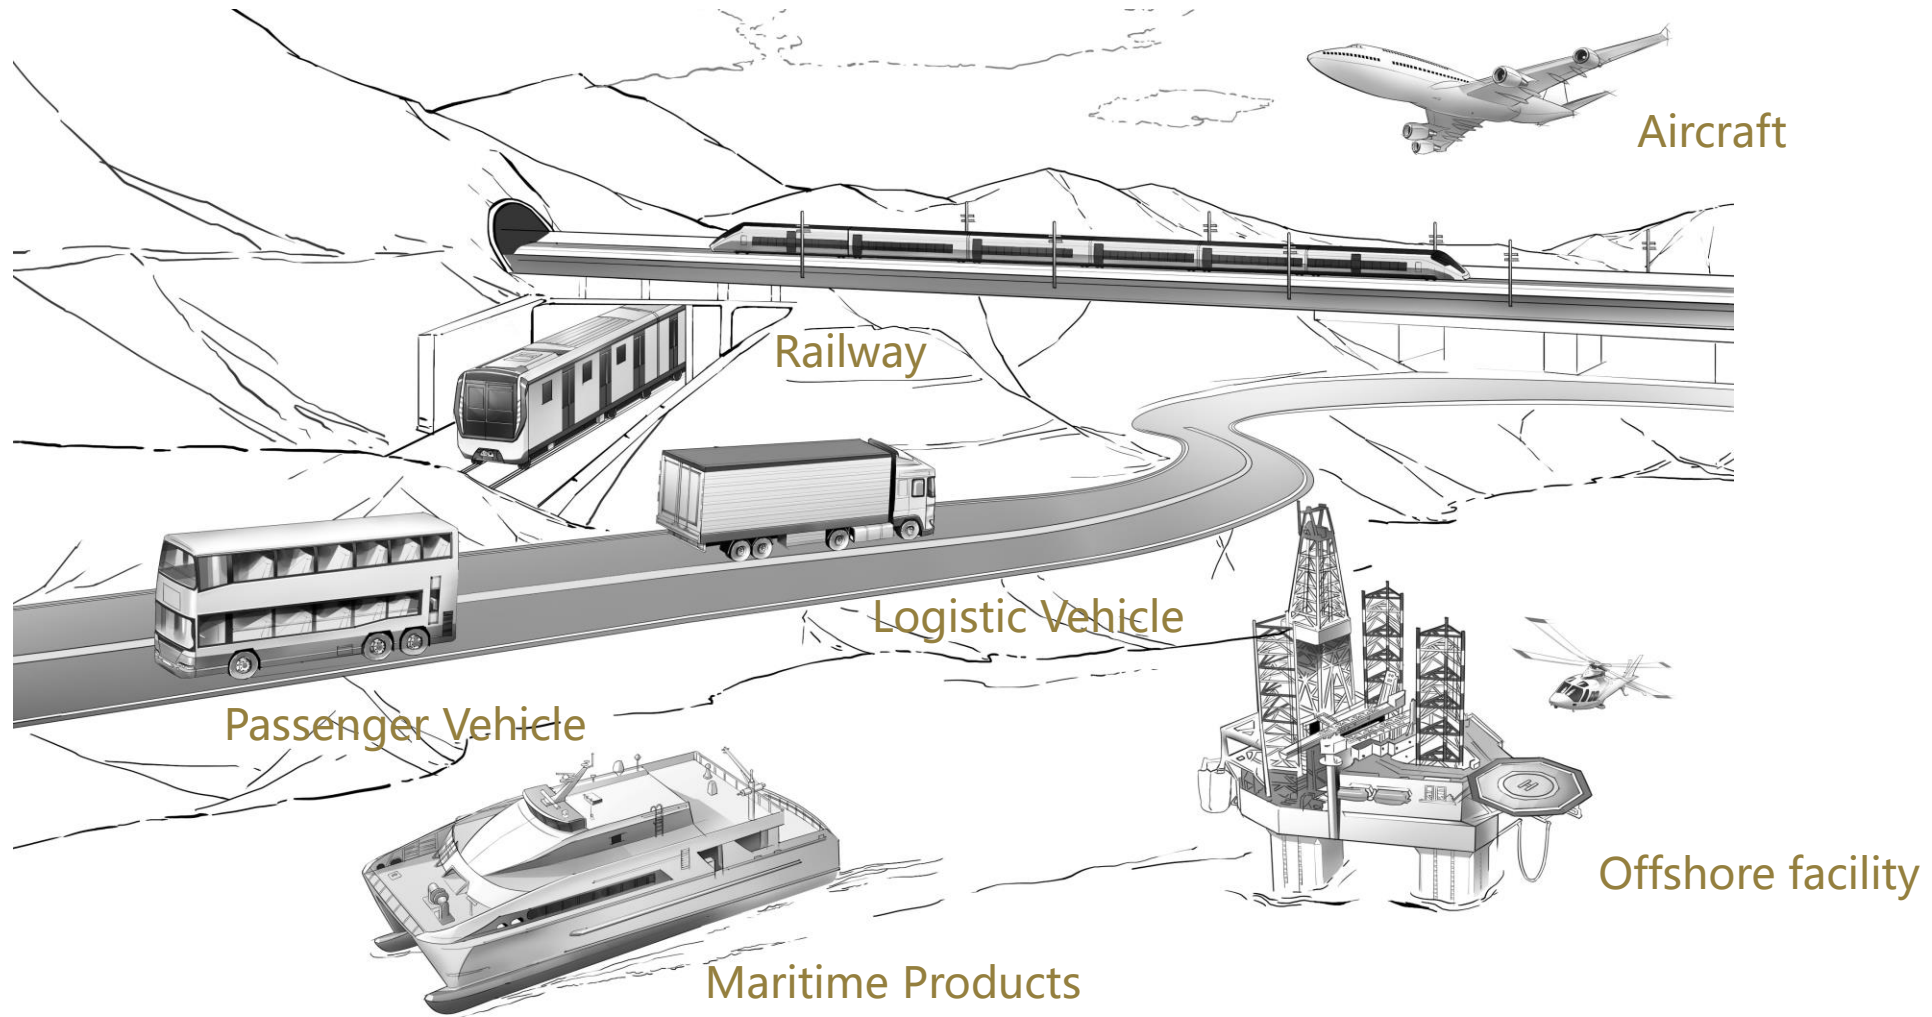 Aircraft
Railway
Logistic Vehicle
Passenger Vehicle
Offshore facility
Maritime Products